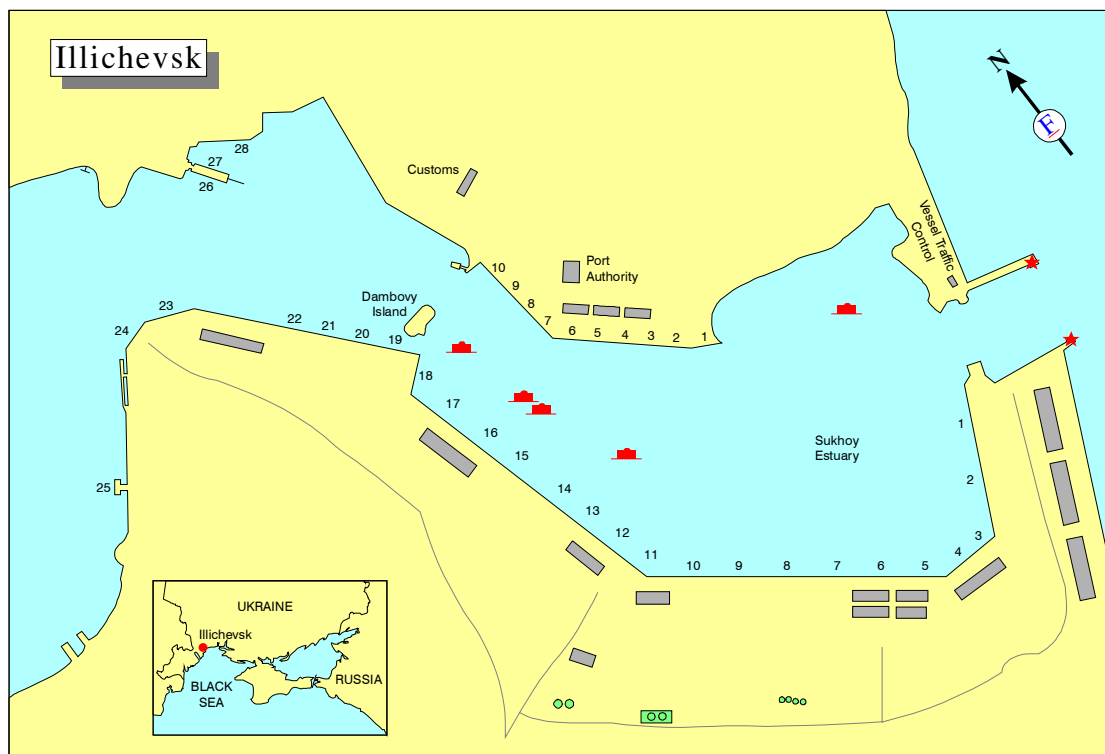 Illichevsk
N
F
28
27
26
Customs
Vessel Traffic
Control
10
9
8
7
6
5
4
3
2
1
Port
Authority
Dambovy
Island
23
24
22
21
20
19
18
17
16
15
14
13
12
11
10
9
8
7
6
5
4
3
2
1
Sukhoy
Estuary
25
UKRAINE
Illichevsk
BLACK
SEA
RUSSIA